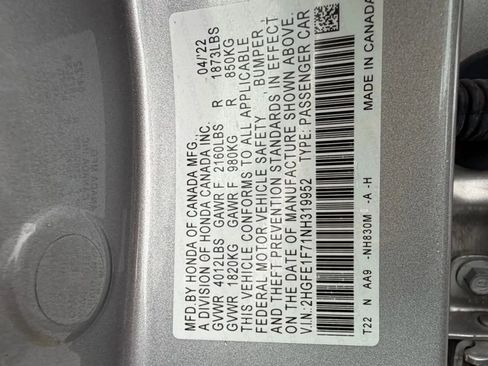 MFD.BY HONDA OF CANADA MFG. 04/'22
A DIVISION OF HONDA CANADA INC.
GVWR 4012LBS GAWR F 2160LBS R 1873LBS
GVWR 1820KG GAWR F 980KG R 850KG
THIS VEHICLE CONFORMS TO ALL APPLICABLE
FEDERAL MOTOR VEHICLE SAFETY BUMPER
AND THEFT PREVENTION STANDARDS IN EFFECT
ON THE DATE OF MANUFACTURE SHOWN ABOVE.
V.I.N.: 2HGFE1F71NH319952 TYPE: PASSENGER CAR
T22 N AA9 -NH830M -A -H MADE IN CANADA